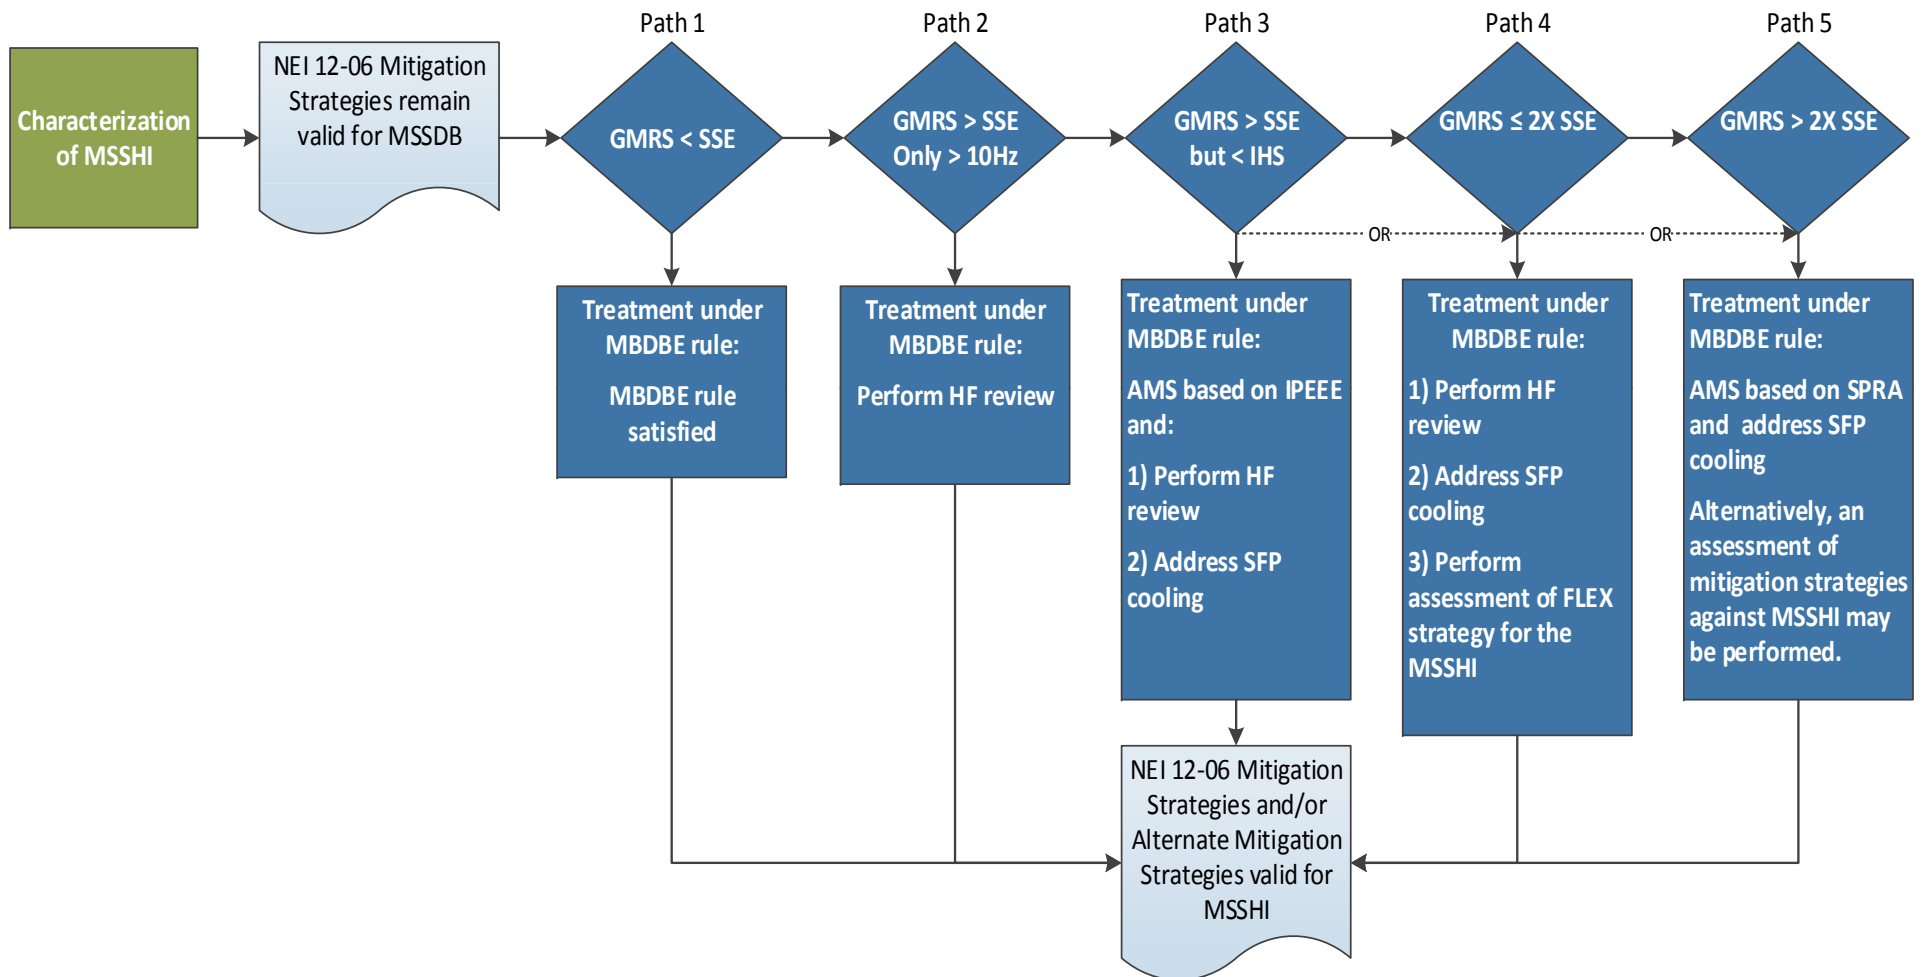 Path 1
Path 2
Path 3
Path 4
Path 5
Characterization
of MSSHI
NEI 12-06 Mitigation
Strategies remain
valid for MSSDB
GMRS < SSE
GMRS > SSE
Only > 10Hz
GMRS > SSE
but < IHS
GMRS ≤ 2X SSE
GMRS > 2X SSE
OR
OR
Treatment under
MBDBE rule:
MBDBE rule
satisfied
Treatment under
MBDBE rule:
Perform HF review
Treatment under
MBDBE rule:
AMS based on IPEEE
and:
1) Perform HF
review
2) Address SFP
cooling
Treatment under
MBDBE rule:
1) Perform HF
review
2) Address SFP
cooling
3) Perform
assessment of FLEX
strategy for the
MSSHI
Treatment under
MBDBE rule:
AMS based on SPRA
and address SFP
cooling
Alternatively, an
assessment of
mitigation strategies
against MSSHI may
be performed.
NEI 12-06 Mitigation
Strategies and/or
Alternate Mitigation
Strategies valid for
MSSHI